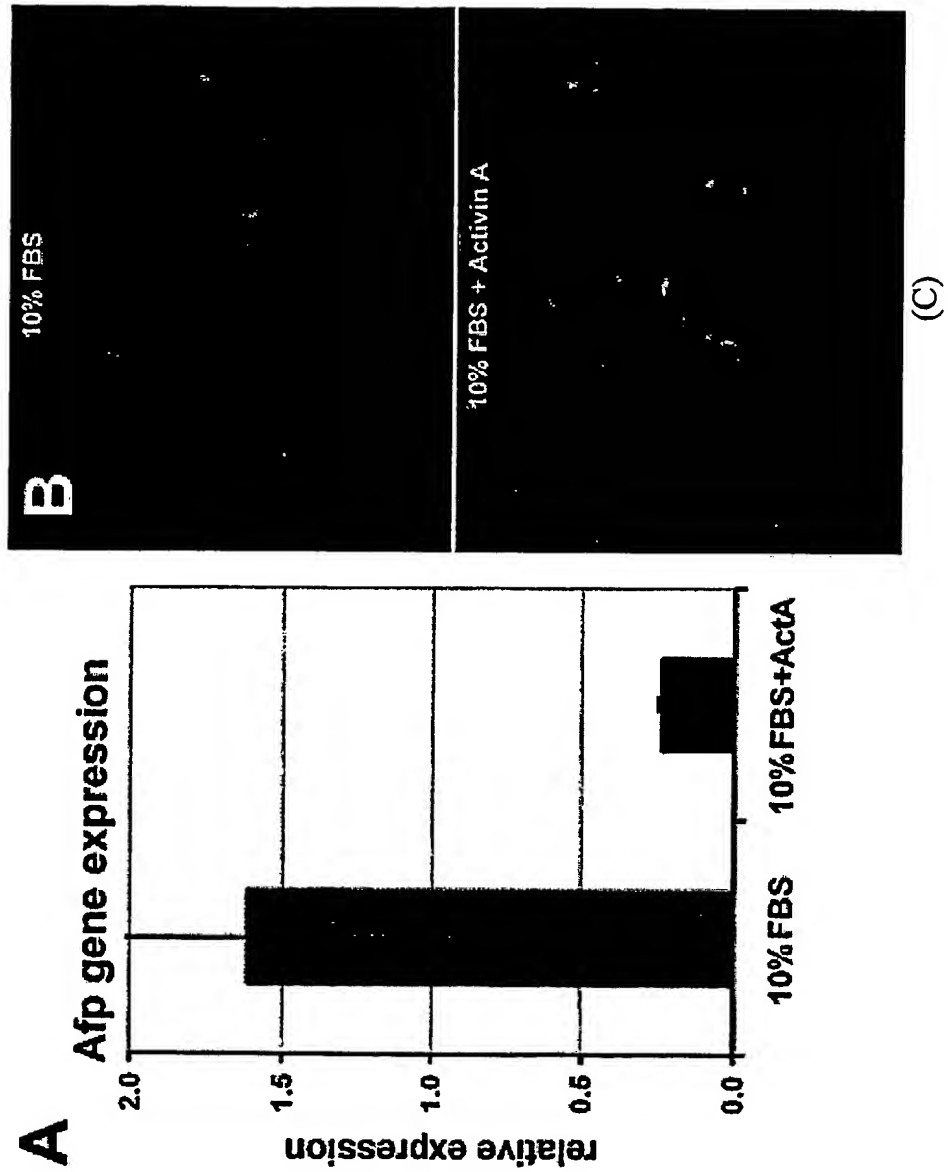 A
Afp gene expression
relative expression
2.0
1.5
1.0
0.5
0.0
10%FBS
10%FBS+ActA
B
10% FBS
10% FBS + Activin A
(C)